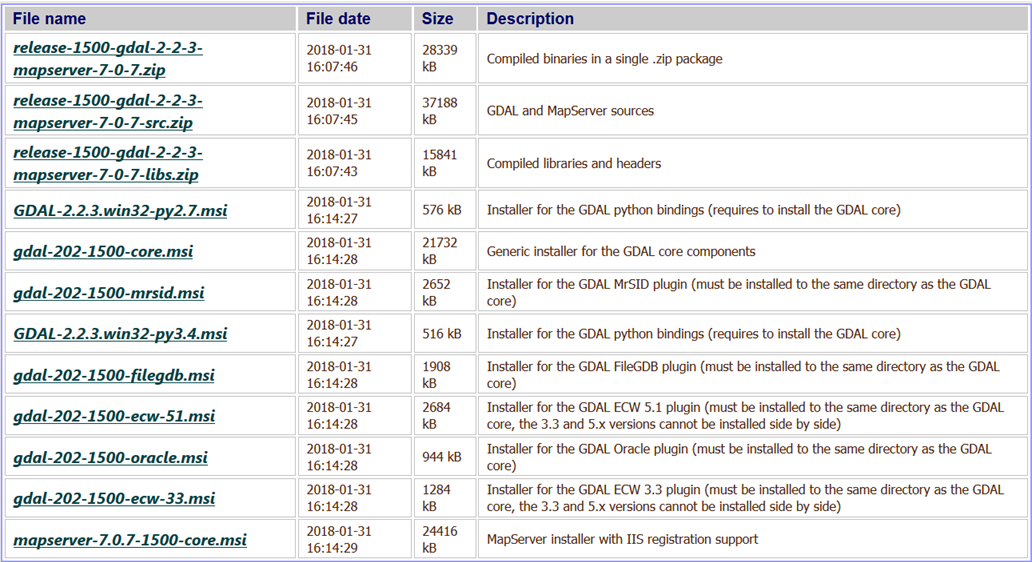 File name File date Size Description
release-1500-gdal-2-2-3-
mapserver-7-0-7.zip
2018-01-31
16:07:46
28339
kB
Compiled binaries in a single .zip package
release-1500-gdal-2-2-3-
mapserver-7-0-7-src.zip
2018-01-31
16:07:45
37188
kB
GDAL and MapServer sources
release-1500-gdal-2-2-3-
mapserver-7-0-7-libs.zip
2018-01-31
16:07:43
15841
kB
Compiled libraries and headers
GDAL-2.2.3.win32-py2.7.msi
2018-01-31
16:14:27
576 kB
Installer for the GDAL python bindings (requires to install the GDAL core)
gdal-202-1500-core.msi
2018-01-31
16:14:28
21732
kB
Generic installer for the GDAL core components
gdal-202-1500-mrsid.msi
2018-01-31
16:14:28
2652
kB
Installer for the GDAL MrSID plugin (must be installed to the same directory as the GDAL
core)
GDAL-2.2.3.win32-py3.4.msi
2018-01-31
16:14:27
516 kB
Installer for the GDAL python bindings (requires to install the GDAL core)
gdal-202-1500-filegdb.msi
2018-01-31
16:14:28
1908
kB
Installer for the GDAL FileGDB plugin (must be installed to the same directory as the GDAL
core)
gdal-202-1500-ecw-51.msi
2018-01-31
16:14:28
2684
kB
Installer for the GDAL ECW 5.1 plugin (must be installed to the same directory as the GDAL
core, the 3.3 and 5.x versions cannot be installed side by side)
gdal-202-1500-oracle.msi
2018-01-31
16:14:28
944 kB
Installer for the GDAL Oracle plugin (must be installed to the same directory as the GDAL
core)
gdal-202-1500-ecw-33.msi
2018-01-31
16:14:28
1284
kB
Installer for the GDAL ECW 3.3 plugin (must be installed to the same directory as the GDAL
core, the 3.3 and 5.x versions cannot be installed side by side)
mapserver-7.0.7-1500-core.msi
2018-01-31
16:14:29
24416
kB
MapServer installer with IIS registration support